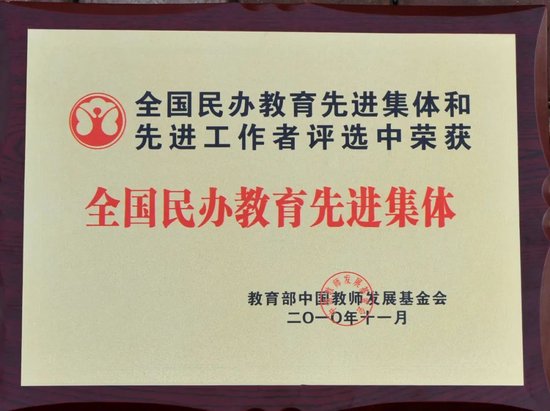 全国民办教育先进集体和
先进工作者评选中荣获
全国民办教育先进集体
教育部中国教师发展基金会
二〇一〇年十一月